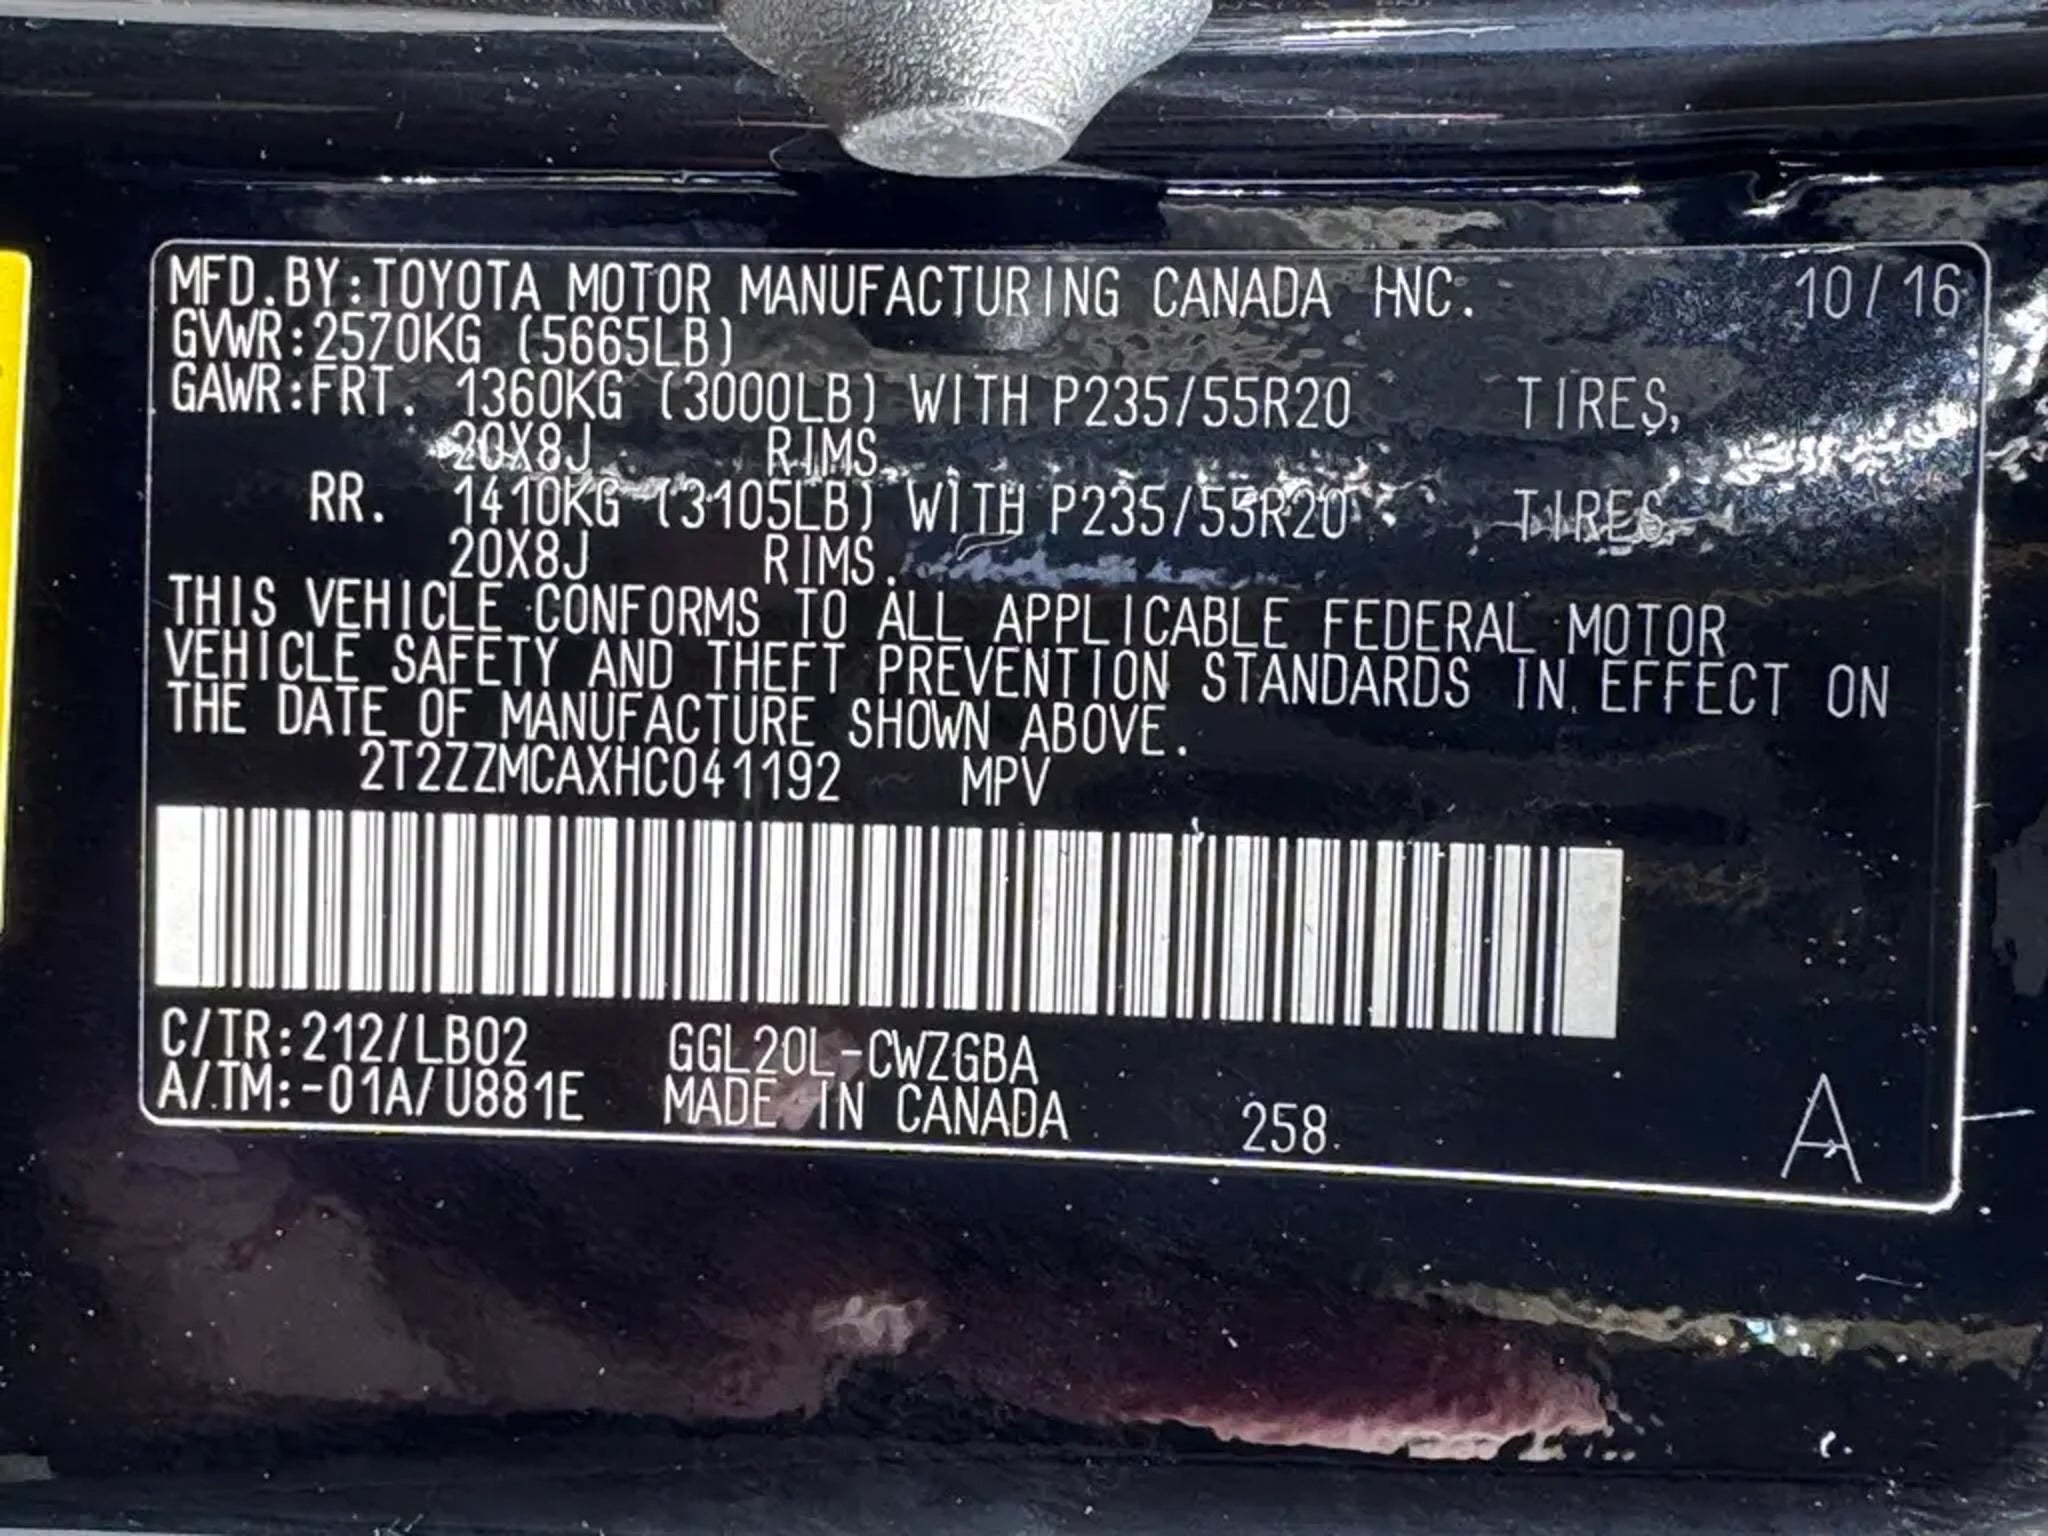 MFD.BY:TOYOTA MOTOR MANUFACTURING CANADA INC. 10/16
GVWR:2570KG (5665LB)
GAWR:FRT. 1360KG (3000LB) WITH P235/55R20 TIRES,
20X8J RIMS,
RR. 1410KG (3105LB) WITH P235/55R20 TIRES,
20X8J RIMS.
THIS VEHICLE CONFORMS TO ALL APPLICABLE FEDERAL MOTOR
VEHICLE SAFETY AND THEFT PREVENTION STANDARDS IN EFFECT ON
THE DATE OF MANUFACTURE SHOWN ABOVE.
2T2ZZMCAXHC041192 MPV
C/TR:212/LB02 GGL20L-CWZGBA
A/TM:-01A/U881E MADE IN CANADA 258 A